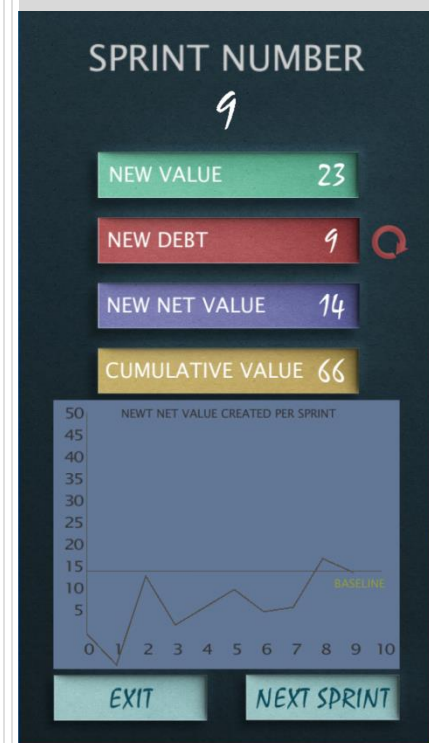 SPRINT NUMBER
9
NEW VALUE 23
NEW DEBT 9
NEW NET VALUE 14
CUMULATIVE VALUE 66
NEWT NET VALUE CREATED PER SPRINT
50
45
40
35
30
25
20
15
10
5
BASELINE
0 1 2 3 4 5 6 7 8 9 10
EXIT NEXT SPRINT